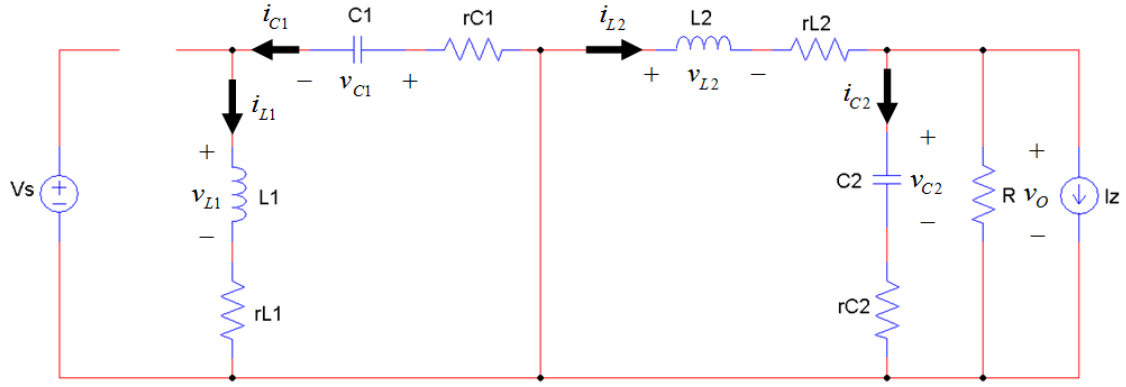 iC1 C1 rC1 iL2 L2 rL2
− vC1 + + vL2 −
iL1 iC2
+ + +
Vs + − vL1 L1 C2 vC2 R vO Iz
− − −
rL1 rC2